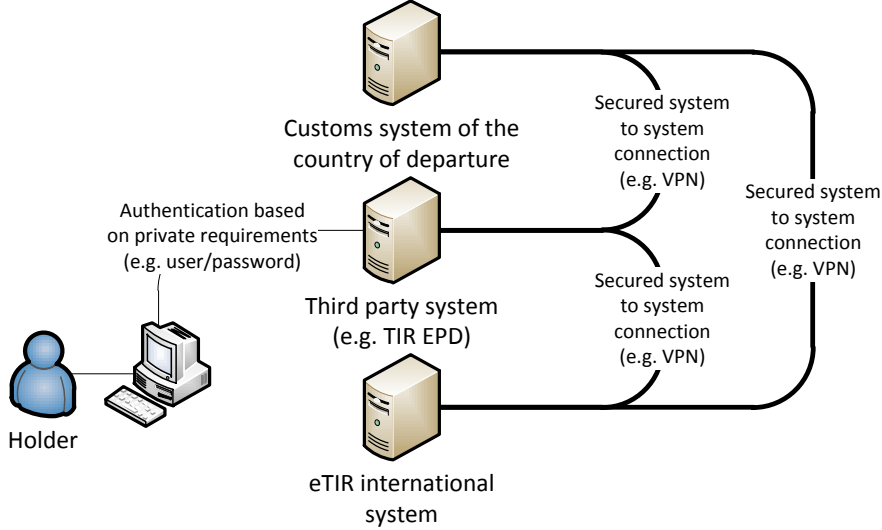 Customs system of the
country of departure
Secured system
to system
connection
(e.g. VPN)
Secured system
to system
connection
(e.g. VPN)
Authentication based
on private requirements
(e.g. user/password)
Third party system
(e.g. TIR EPD)
Secured system
to system
connection
(e.g. VPN)
Holder
eTIR international
system